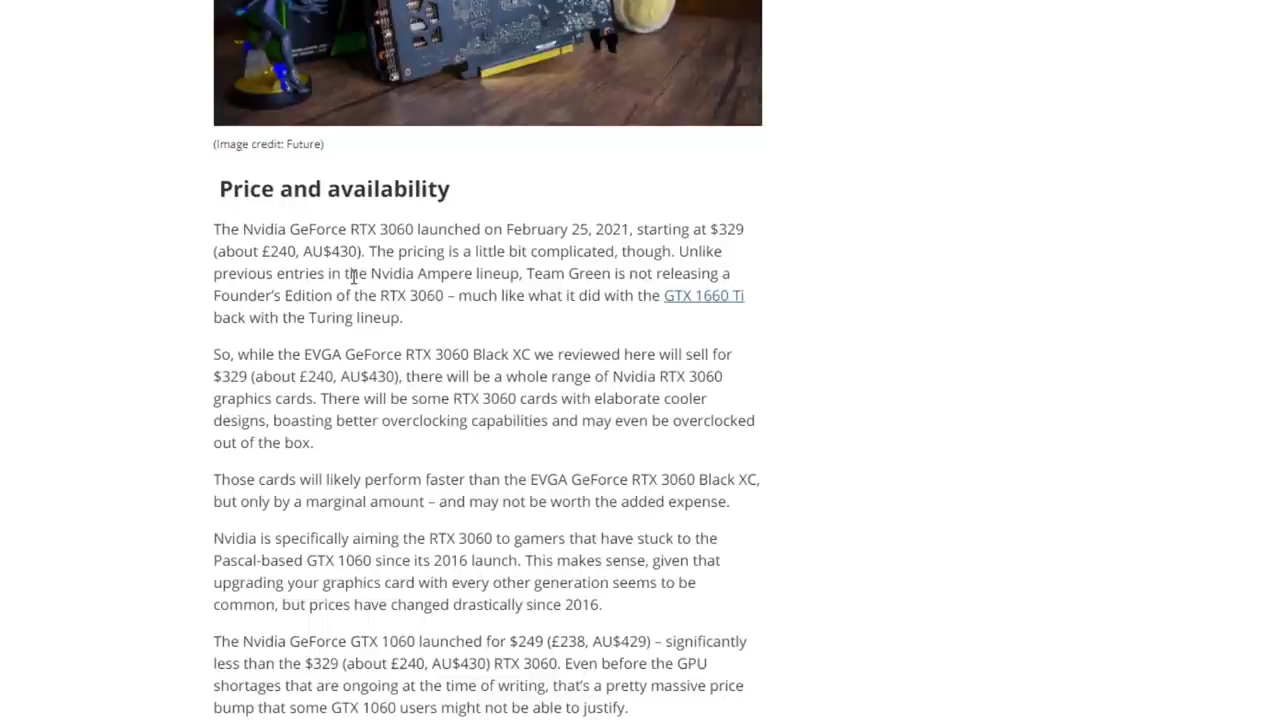 (Image credit: Future)
Price and availability
The Nvidia GeForce RTX 3060 launched on February 25, 2021, starting at $329
(about £240, AU$430). The pricing is a little bit complicated, though. Unlike
previous entries in the Nvidia Ampere lineup, Team Green is not releasing a
Founder’s Edition of the RTX 3060 – much like what it did with the GTX 1660 Ti
back with the Turing lineup.
So, while the EVGA GeForce RTX 3060 Black XC we reviewed here will sell for
$329 (about £240, AU$430), there will be a whole range of Nvidia RTX 3060
graphics cards. There will be some RTX 3060 cards with elaborate cooler
designs, boasting better overclocking capabilities and may even be overclocked
out of the box.
Those cards will likely perform faster than the EVGA GeForce RTX 3060 Black XC,
but only by a marginal amount – and may not be worth the added expense.
Nvidia is specifically aiming the RTX 3060 to gamers that have stuck to the
Pascal-based GTX 1060 since its 2016 launch. This makes sense, given that
upgrading your graphics card with every other generation seems to be
common, but prices have changed drastically since 2016.
The Nvidia GeForce GTX 1060 launched for $249 (£238, AU$429) – significantly
less than the $329 (about £240, AU$430) RTX 3060. Even before the GPU
shortages that are ongoing at the time of writing, that’s a pretty massive price
bump that some GTX 1060 users might not be able to justify.